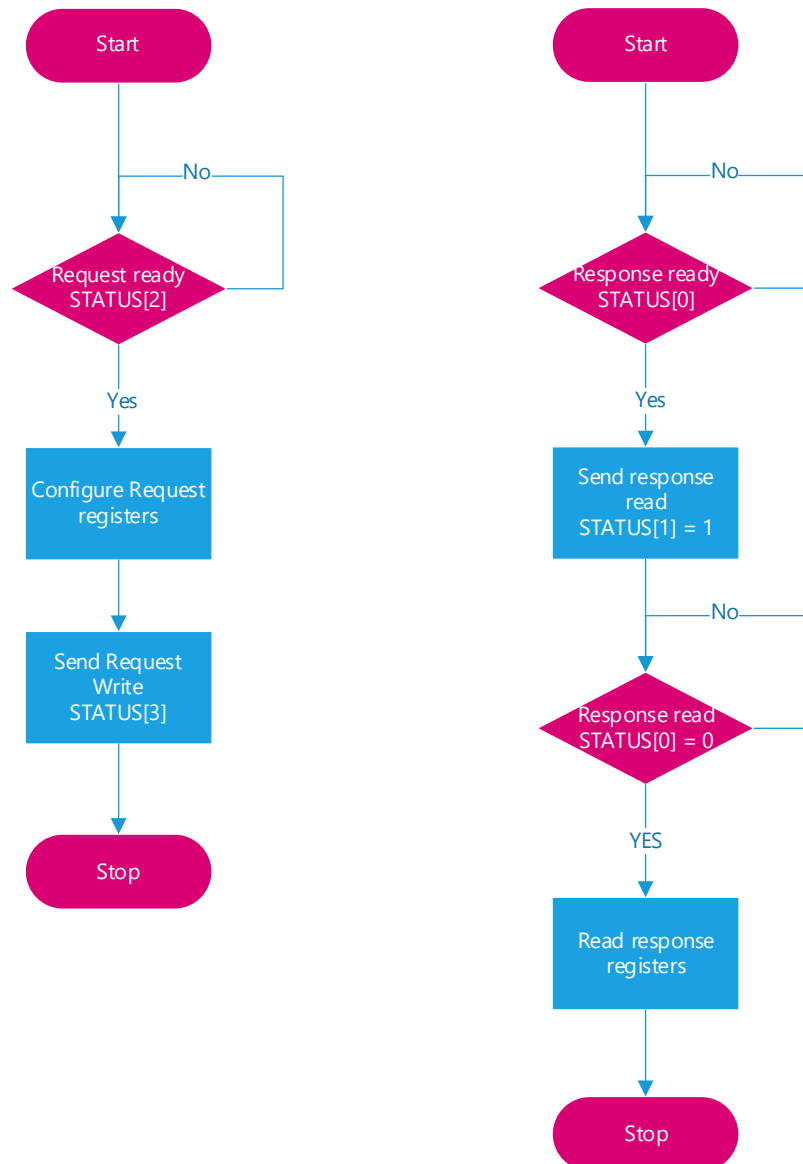 Start
No
Request ready
STATUS[2]
Yes
Configure Request
registers
Send Request
Write
STATUS[3]
Stop
Start
No
Response ready
STATUS[0]
Yes
Send response
read
STATUS[1] = 1
No
Response read
STATUS[0] = 0
YES
Read response
registers
Stop